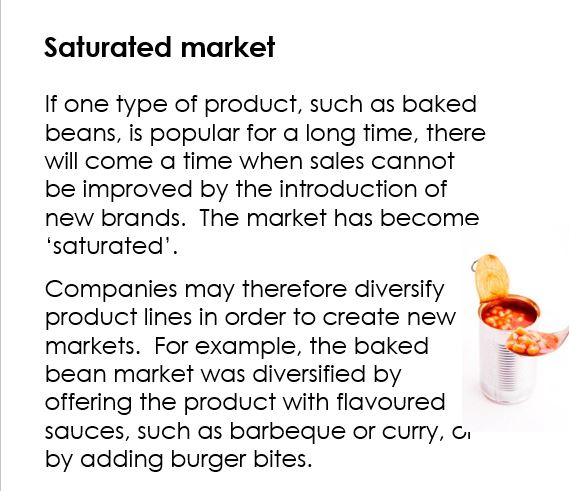 Saturated market
If one type of product, such as baked
beans, is popular for a long time, there
will come a time when sales cannot
be improved by the introduction of
new brands.  The market has become
‘saturated’.
Companies may therefore diversify
product lines in order to create new
markets.  For example, the baked
bean market was diversified by
offering the product with flavoured
sauces, such as barbeque or curry, or
by adding burger bites.